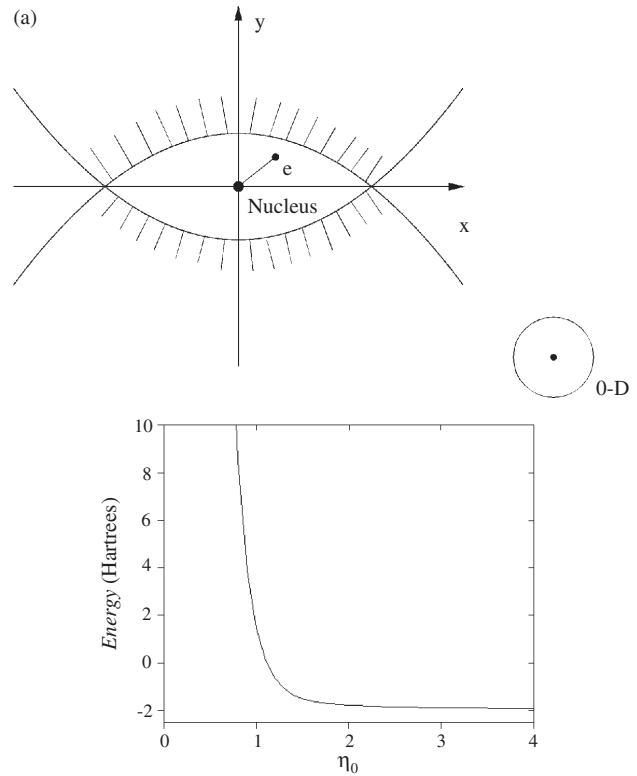 (a)
y
e
Nucleus
x
0-D
10
8
6
4
2
0
-2
Energy (Hartrees)
0 1 2 3 4
η0